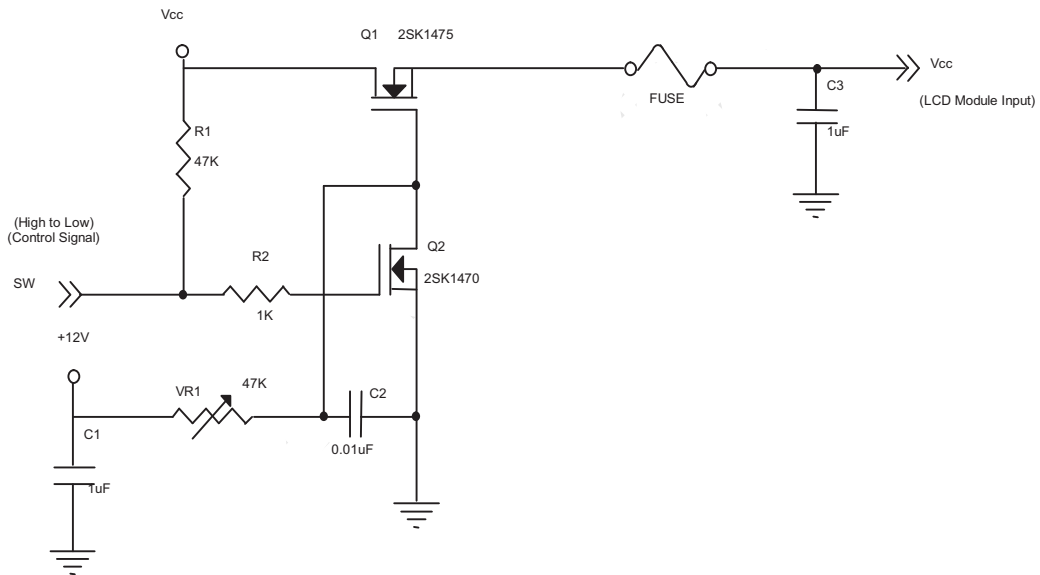 Vcc
Q1 2SK1475
Vcc
FUSE
C3
(LCD Module Input)
R1
1uF
47K
(High to Low)
(Control Signal)
R2
Q2
SW
2SK1470
1K
+12V
VR1
47K
C2
C1
0.01uF
1uF